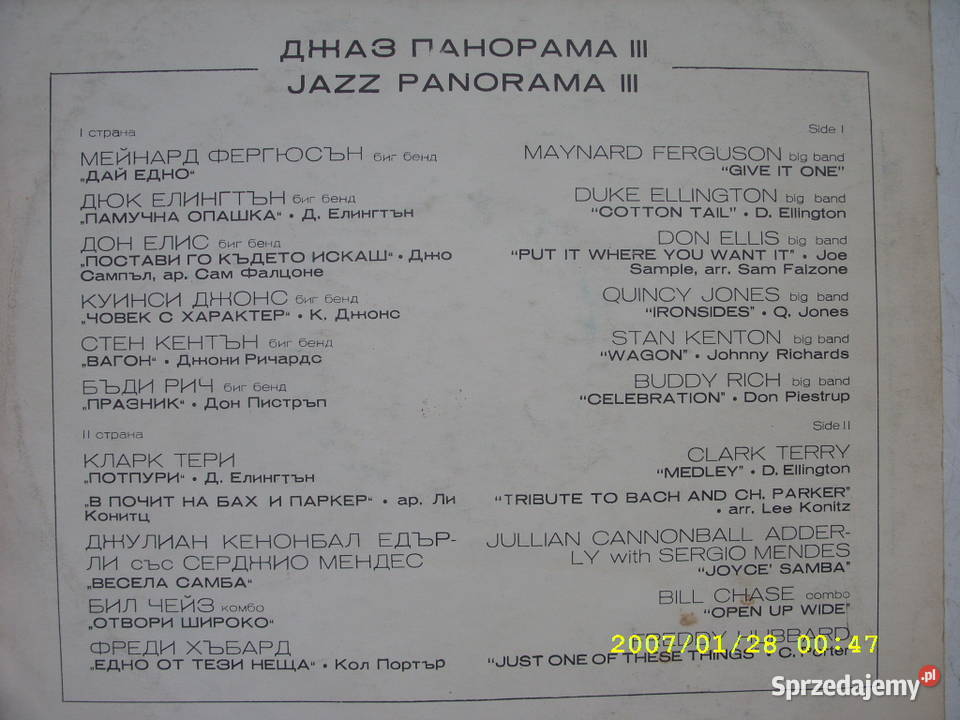 ДЖАЗ ПАНОРАМА III
JAZZ PANORAMA III
I страна
МЕЙНАРД ФЕРГЮСЪН биг бенд
„ДАЙ ЕДНО“
ДЮК ЕЛИНГТЪН биг бенд
„ПАМУЧНА ОПАШКА“ • Д. Елингтън
ДОН ЕЛИС биг бенд
„ПОСТАВИ ГО КЪДЕТО ИСКАШ“ • Джо
Сампъл, ар. Сам Фалцоне
КУИНСИ ДЖОНС биг бенд
„ЧОВЕК С ХАРАКТЕР“ • К. Джонс
СТЕН КЕНТЪН биг бенд
„ВАГОН“ • Джони Ричардс
БЪДИ РИЧ биг бенд
„ПРАЗНИК“ • Дон Пистръп
II страна
КЛАРК ТЕРИ
„ПОТПУРИ“ • Д. Елингтън
„В ПОЧИТ НА БАХ И ПАРКЕР“ • ар. Ли
Конитц
ДЖУЛИАН КЕНОНБАЛ ЕДЪР-
ЛИ със СЕРДЖИО МЕНДЕС
„ВЕСЕЛА САМБА“
БИЛ ЧЕЙЗ комбо
„ОТВОРИ ШИРОКО“
ФРЕДИ ХЪБАРД
„ЕДНО ОТ ТЕЗИ НЕЩА“ • Кол Портър
Side I
MAYNARD FERGUSON big band
“GIVE IT ONE”
DUKE ELLINGTON big band
“COTTON TAIL” • D. Ellington
DON ELLIS big band
“PUT IT WHERE YOU WANT IT” • Joe
Sample, arr. Sam Falzone
QUINCY JONES big band
“IRONSIDES” • Q. Jones
STAN KENTON big band
“WAGON” • Johnny Richards
BUDDY RICH big band
“CELEBRATION” • Don Piestrup
Side II
CLARK TERRY
“MEDLEY” • D. Ellington
“TRIBUTE TO BACH AND CH. PARKER”
• arr. Lee Konitz
JULLIAN CANNONBALL ADDER-
LY with SERGIO MENDES
“JOYCE’ SAMBA”
BILL CHASE combo
“OPEN UP WIDE”
FREDDY HUBBARD
“JUST ONE OF THESE THINGS” • C. Porter
2007/01/28 00:47
Sprzedajemy.pl